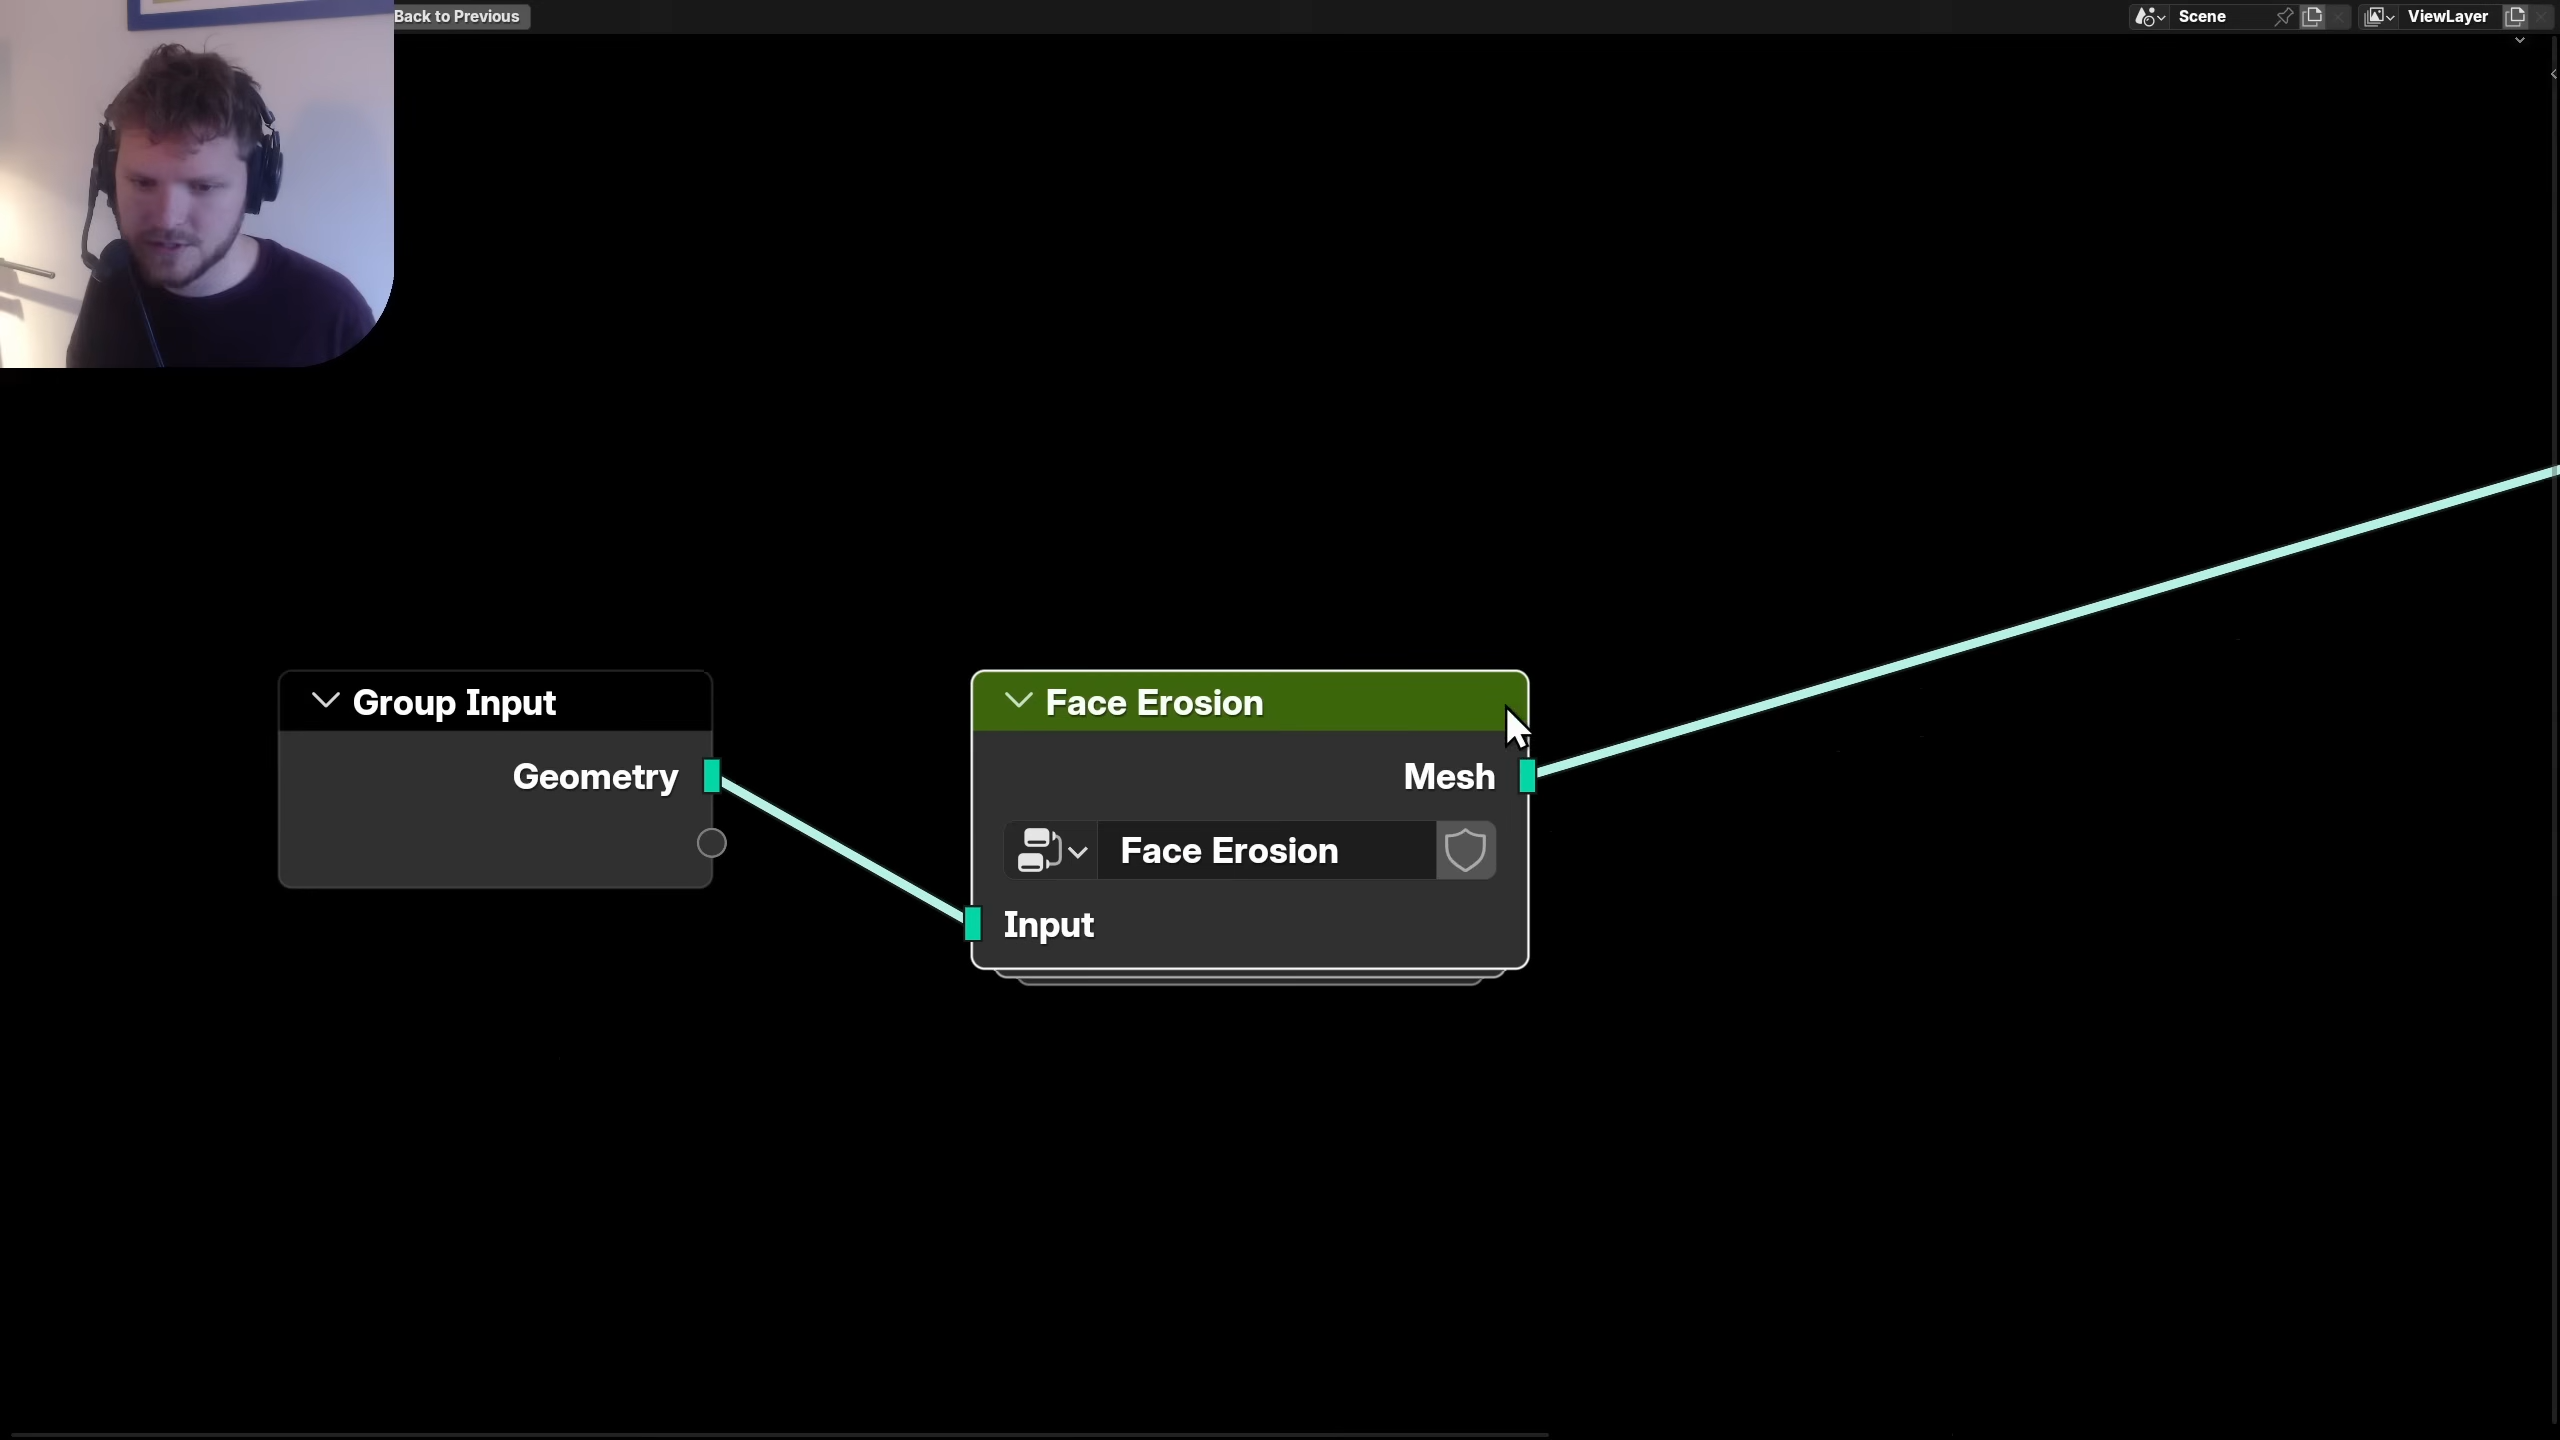 Back to Previous
Scene
ViewLayer
Group Input
Geometry
Face Erosion
Mesh
Face Erosion
Input